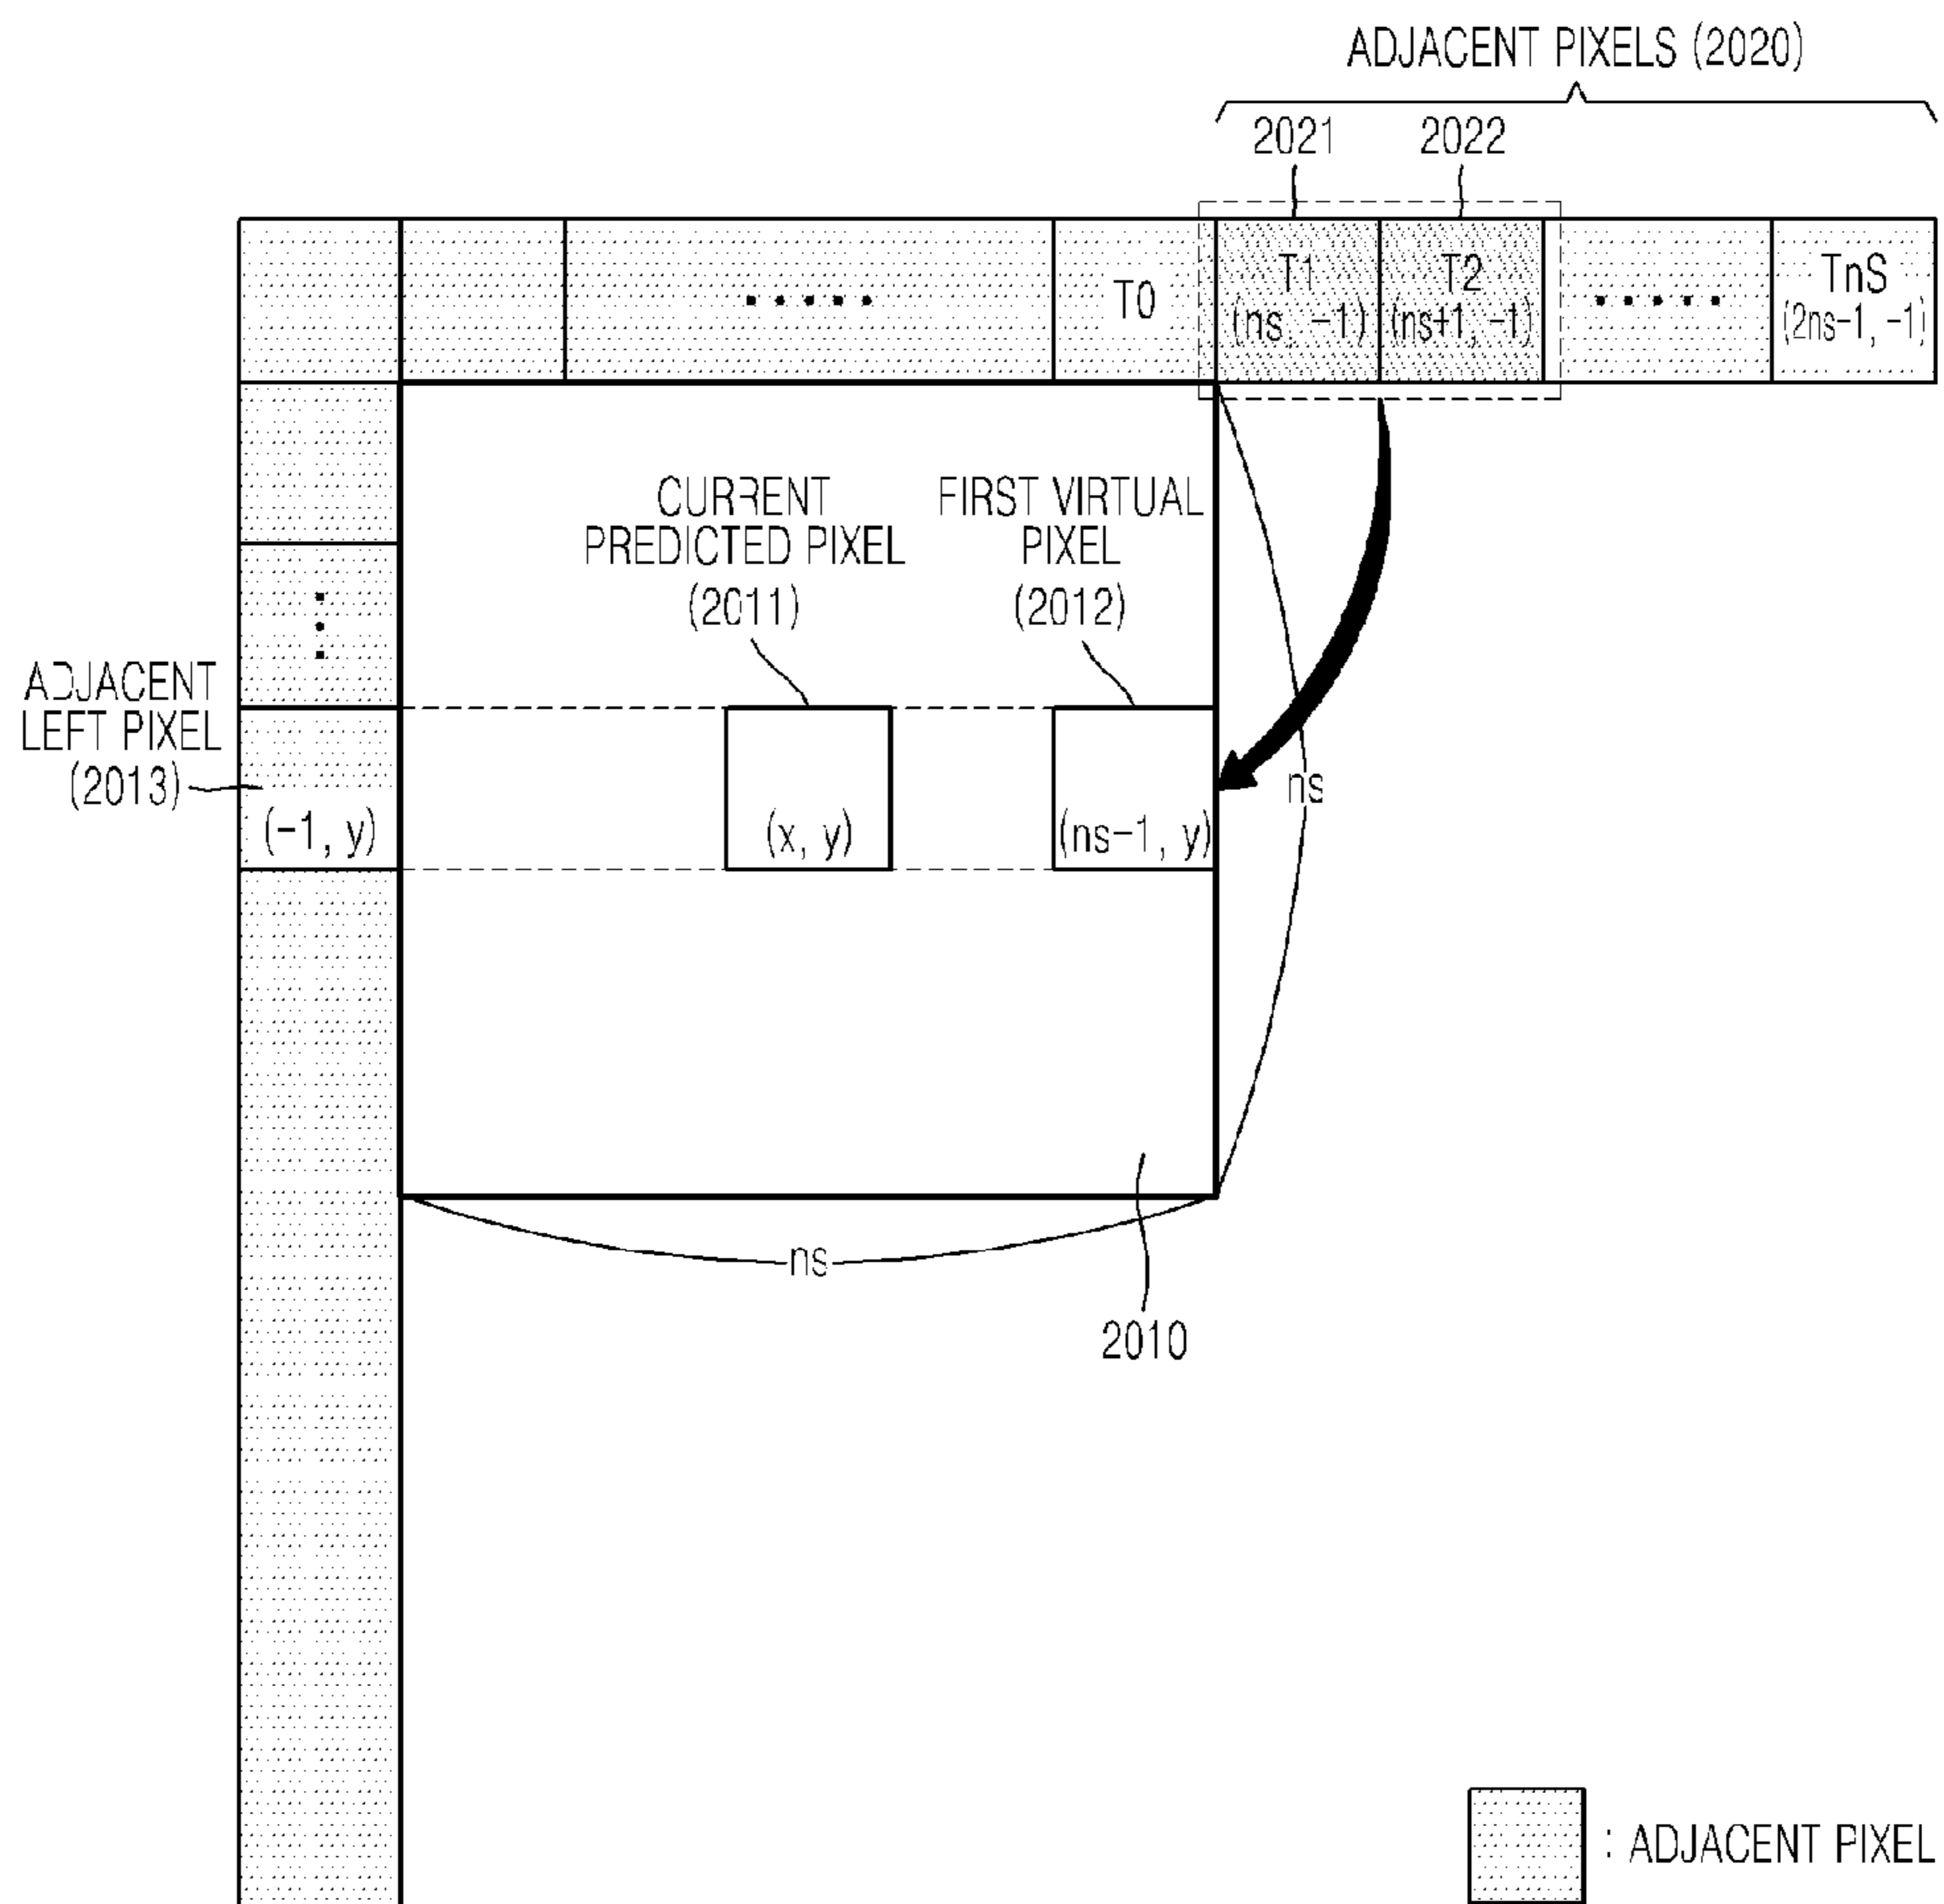 ADJACENT PIXELS (2020)
2021
2022
T0
T1
(ns, -1)
T2
(ns+1, -1)
TnS
(2ns-1, -1)
CURRENT
PREDICTED PIXEL
(2011)
FIRST VIRTUAL
PIXEL
(2012)
ADJACENT
LEFT PIXEL
(2013)
(-1, y)
(x, y)
(ns-1, y)
ns
ns
2010
: ADJACENT PIXEL